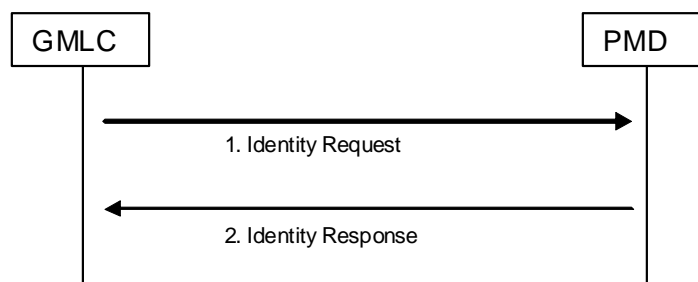 GMLC
PMD
1. Identity Request
2. Identity Response